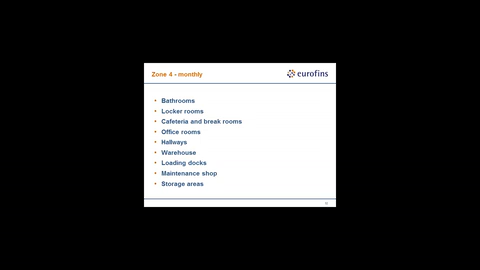 Zone 4 - monthly
eurofins
• Bathrooms
• Locker rooms
• Cafeteria and break rooms
• Office rooms
• Hallways
• Warehouse
• Loading docks
• Maintenance shop
• Storage areas